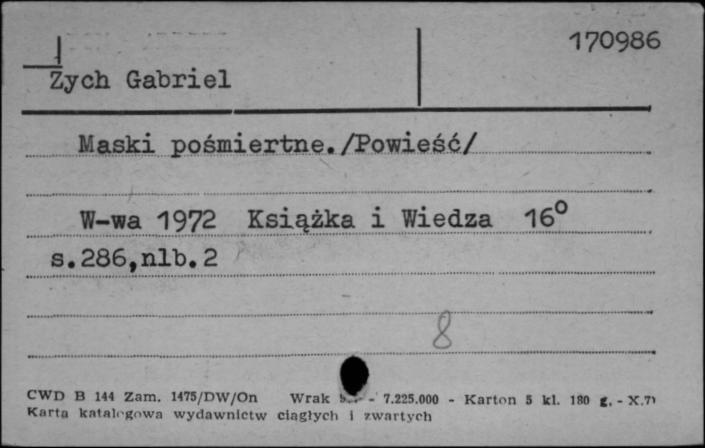 170986
Zych Gabriel
Maski pośmiertne./Powieść/
W-wa 1972 Książka i Wiedza 16°
s.286,nlb.2
8
CWD B 144 Zam. 1475/DW/On Wrak - 7.225.000 - Karton 5 kl. 180 g. - X.71
Karta katalogowa wydawnictw ciągłych i zwartych